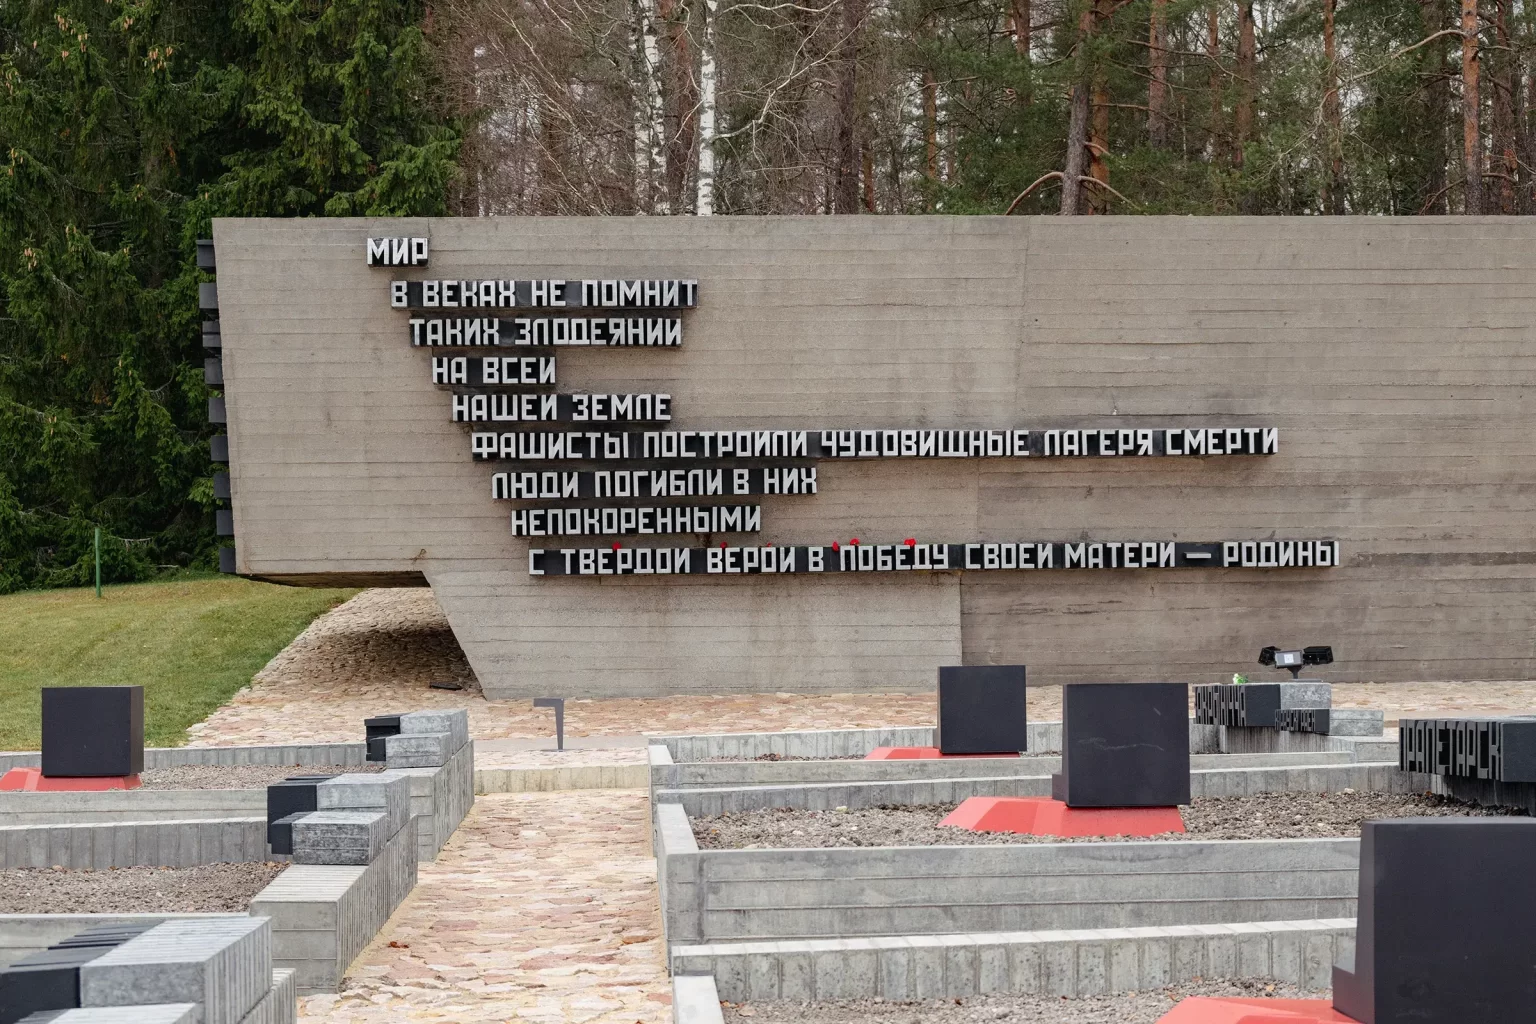 МИР
В ВЕКАХ НЕ ПОМНИТ
ТАКИХ ЗЛОДЕЯНИИ
НА ВСЕИ
НАШЕИ ЗЕМЛЕ
ФАШИСТЫ ПОСТРОИЛИ ЧУДОВИЩНЫЕ ЛАГЕРЯ СМЕРТИ
ЛЮДИ ПОГИБЛИ В НИХ
НЕПОКОРЕННЫМИ
С ТВЕРДОИ ВЕРОИ В ПОБЕДУ СВОЕИ МАТЕРИ — РОДИНЫ